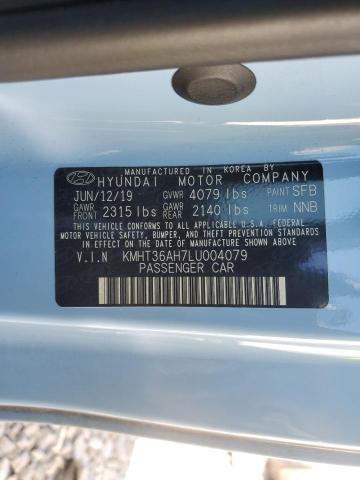 MANUFACTURED IN KOREA BY
HYUNDAI MOTOR COMPANY
JUN/12/19 GVWR 4079 lbs PAINT SFB
GAWR FRONT 2315 lbs GAWR REAR 2140 lbs TRIM NNB
THIS VEHICLE CONFORMS TO ALL APPLICABLE U.S.A. FEDERAL
MOTOR VEHICLE SAFETY, BUMPER, AND THEFT PREVENTION STANDARDS
IN EFFECT ON THE DATE OF MANUFACTURE SHOWN ABOVE.
V.I.N KMHT36AH7LU004079
PASSENGER CAR